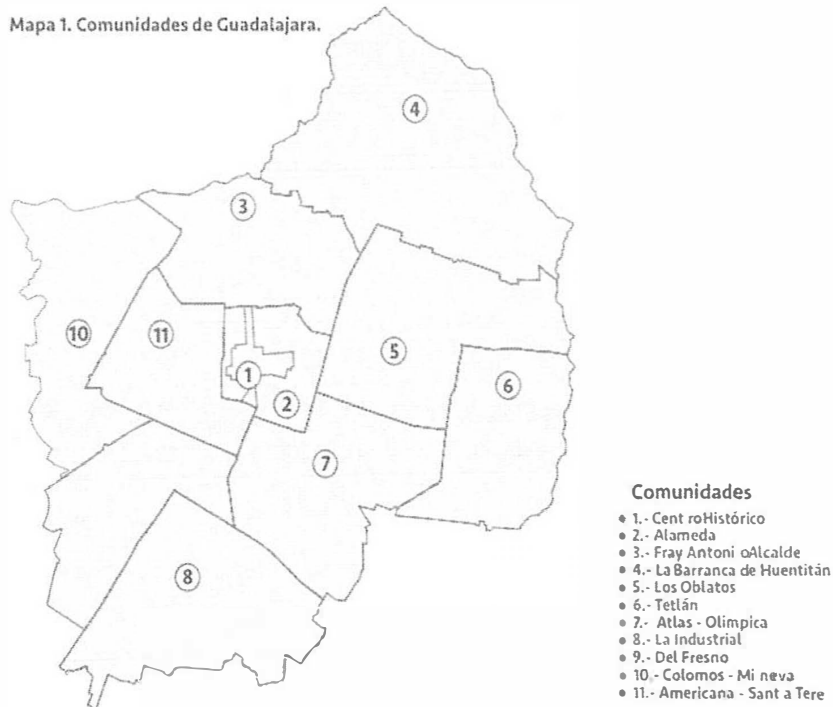 Mapa 1. Comunidades de Guadalajara.
4
3
10
11
5
1
6
2
7
8
Comunidades
• 1.- Cent roHistórico
• 2.- Alameda
• 3.- Fray Antoni oAlcalde
• 4.- La Barranca de Huentitán
• 5.- Los Oblatos
• 6.- Tetlán
• 7.- Atlas - Olimpica
• 8.- La Industrial
• 9.- Del Fresno
• 10.- Colomos - Mi neva
• 11.- Americana - Sant a Tere